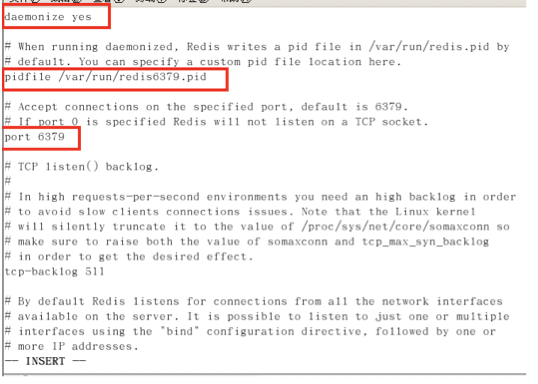 daemonize yes
# When running daemonized, Redis writes a pid file in /var/run/redis.pid by
# default. You can specify a custom pid file location here.
pidfile /var/run/redis6379.pid
# Accept connections on the specified port, default is 6379.
# If port 0 is specified Redis will not listen on a TCP socket.
port 6379
# TCP listen() backlog.
#
# In high requests-per-second environments you need an high backlog in order
# to avoid slow clients connections issues. Note that the Linux kernel
# will silently truncate it to the value of /proc/sys/net/core/somaxconn so
# make sure to raise both the value of somaxconn and tcp_max_syn_backlog
# in order to get the desired effect.
tcp-backlog 511
# By default Redis listens for connections from all the network interfaces
# available on the server. It is possible to listen to just one or multiple
# interfaces using the "bind" configuration directive, followed by one or
# more IP addresses.
-- INSERT --